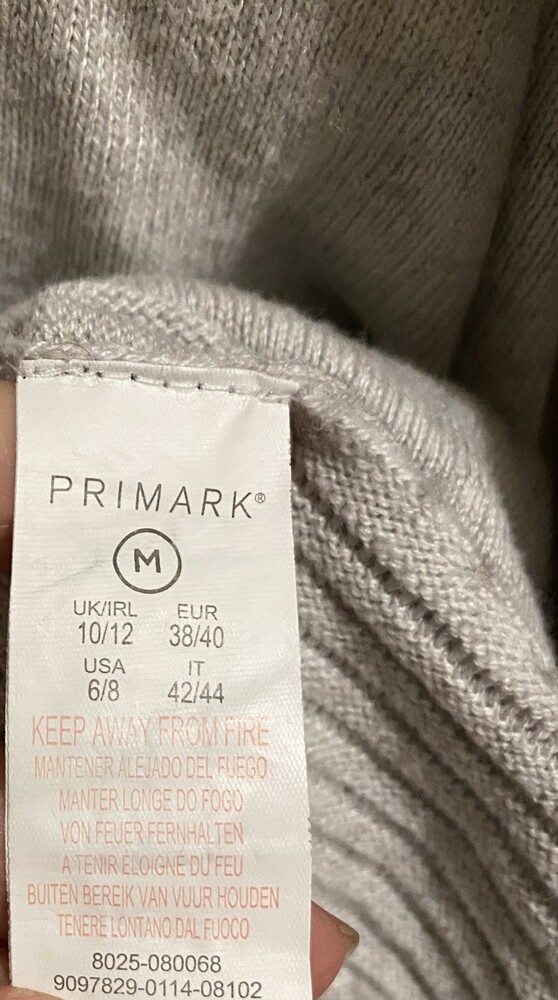 PRIMARK®
M
UK/IRL EUR
10/12 38/40
USA IT
6/8 42/44
KEEP AWAY FROM FIRE
MANTENER ALEJADO DEL FUEGO
MANTER LONGE DO FOGO
VON FEUER FERNHALTEN
A TENIR ÉLOIGNÉ DU FEU
BUITEN BEREIK VAN VUUR HOUDEN
TENERE LONTANO DAL FUOCO
8025-080068
9097829-0114-08102